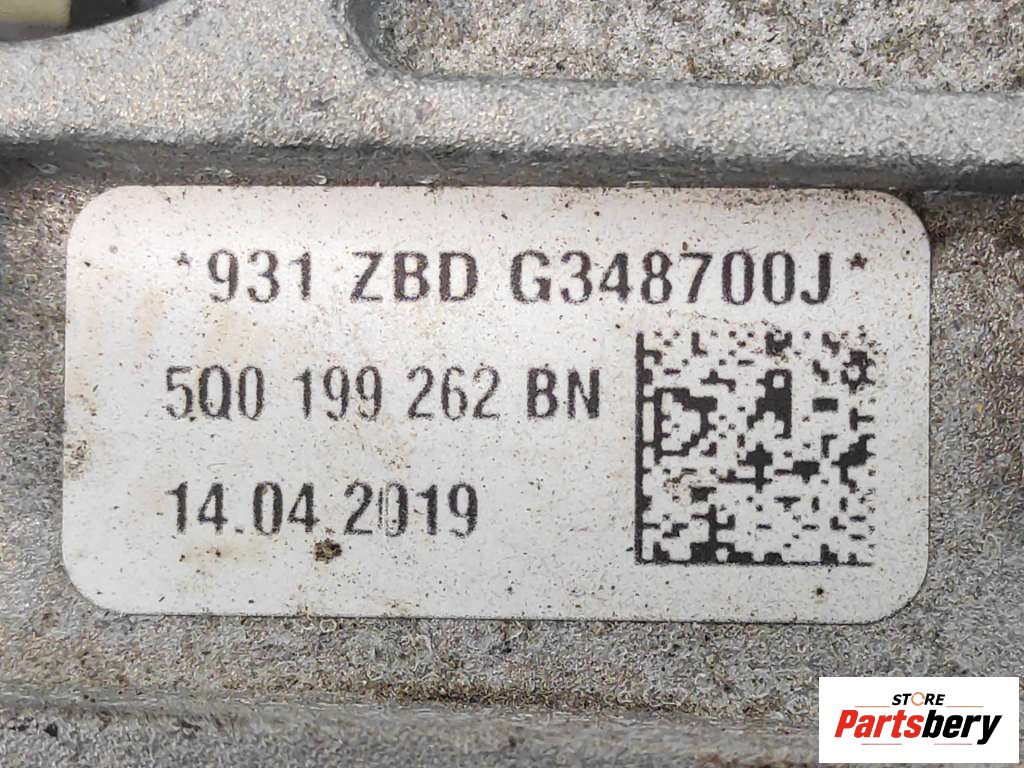 *931 ZBD G348700J*
5Q0 199 262 BN
14.04.2019
STORE
Partsbery